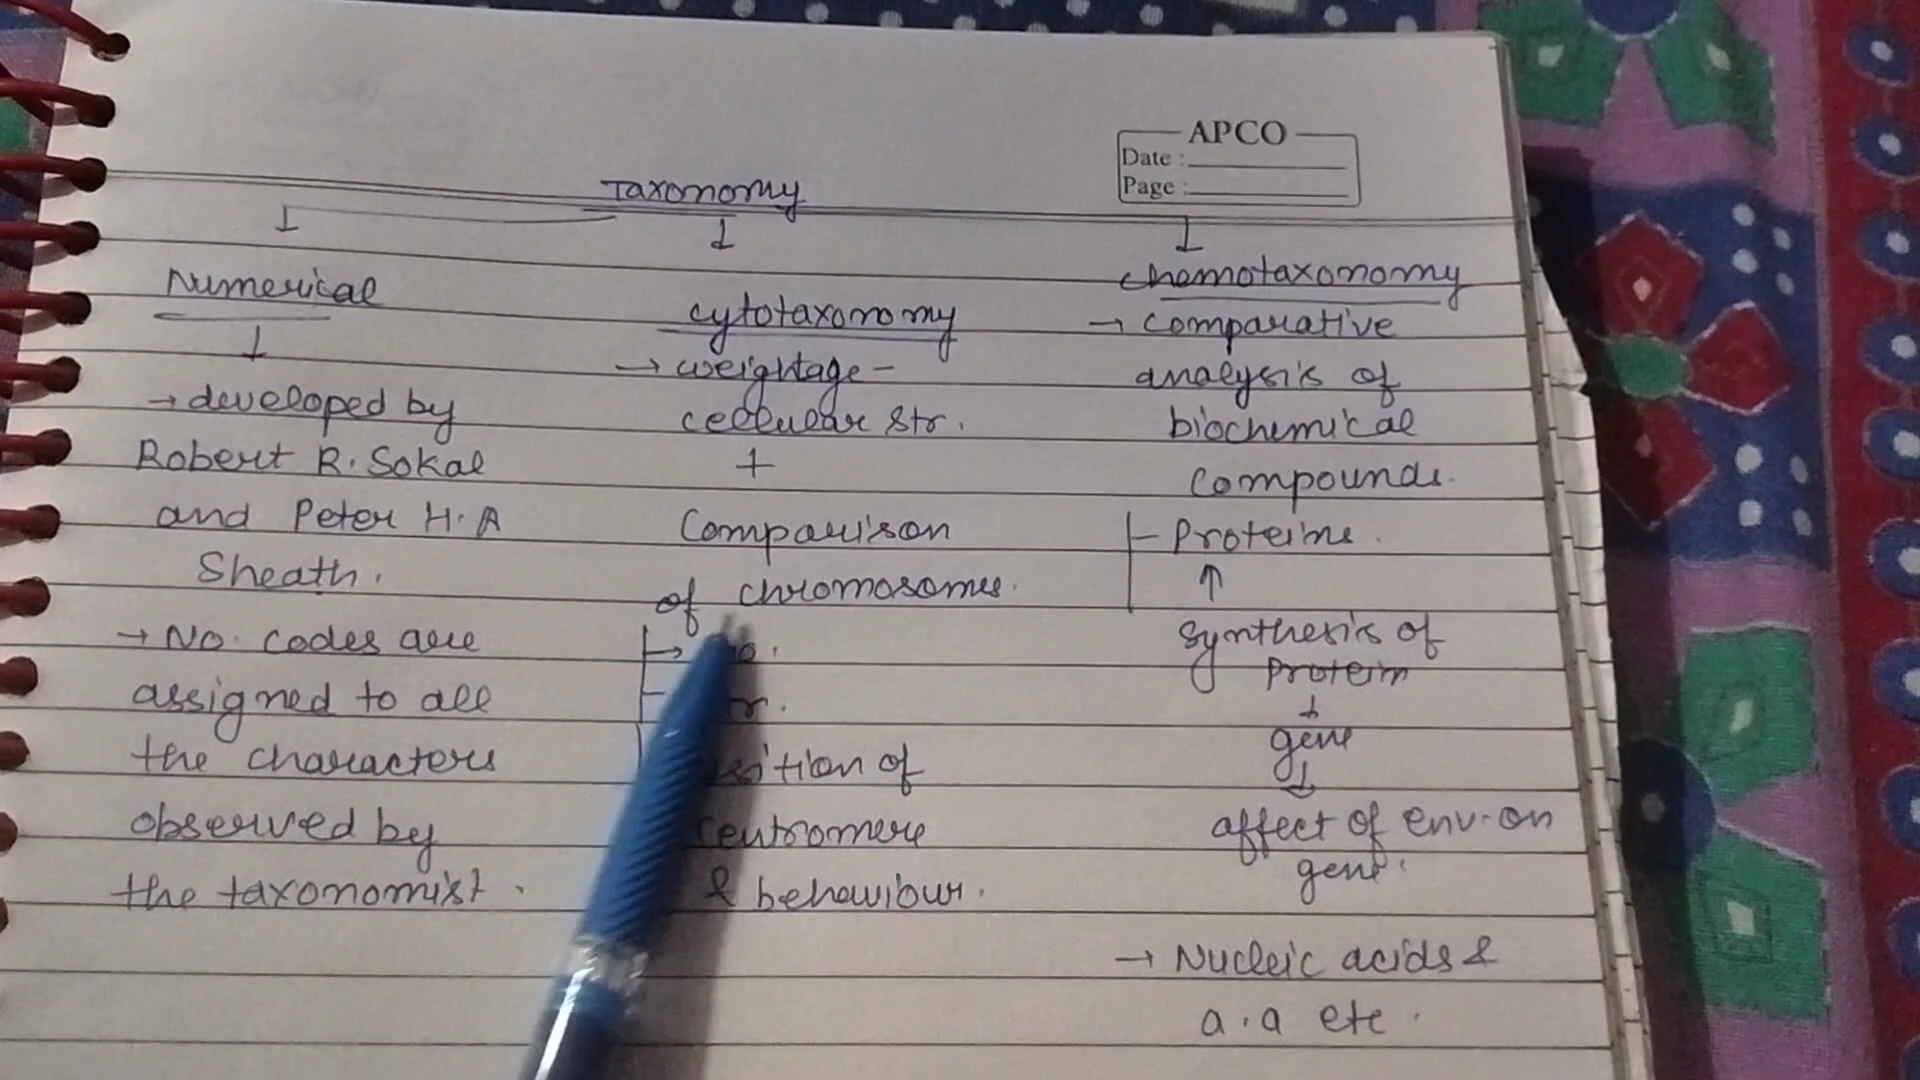 APCO
Date :
Page :
Taxonomy
Numerical
→ developed by
Robert R. Sokal
and Peter H. A
Sheath.
→ No. codes are
assigned to all
the characters
observed by
the taxonomist.
cytotaxonomy
→ weightage -
cellular str.
+
Comparison
of chromosomes.
→
of
centromere
& behaviour.
chemotaxonomy
→ comparative
analysis of
biochemical
compounds.
- Proteins.
↑
synthesis of
protein
↓
gene
↓
affect of env. on
gene.
→ Nucleic acids &
a.a etc.